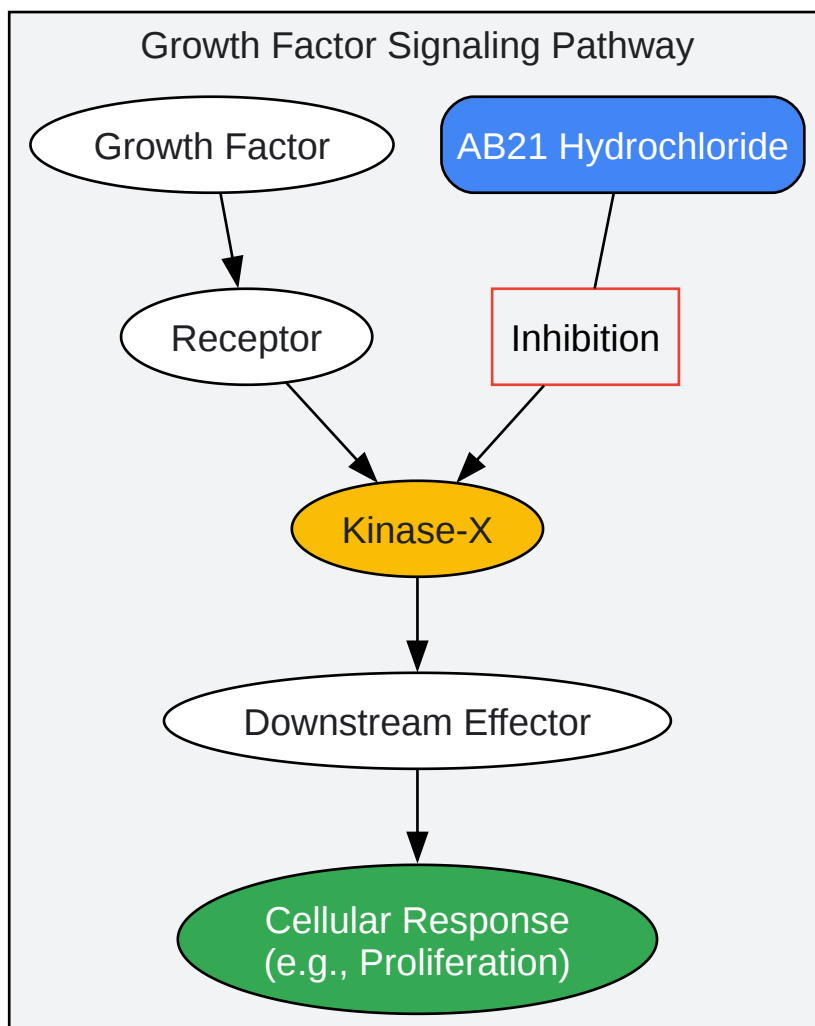 Growth Factor Signaling Pathway
Growth Factor
AB21 Hydrochloride
Receptor
Inhibition
Kinase-X
Downstream Effector
Cellular Response
(e.g., Proliferation)